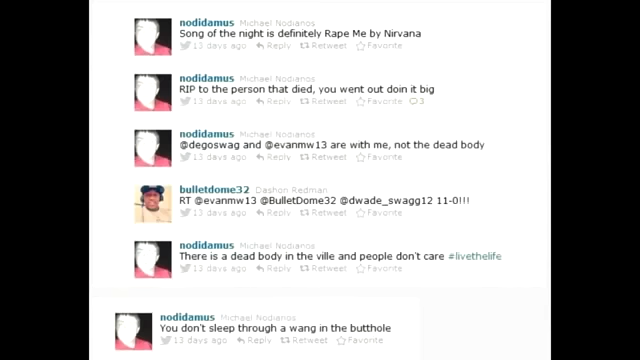 nodidamus Michael Nodianos
Song of the night is definitely Rape Me by Nirvana
13 days ago Reply Retweet Favorite
nodidamus Michael Nodianos
RIP to the person that died, you went out doin it big
13 days ago Reply Retweet Favorite 3
nodidamus Michael Nodianos
@degoswag and @evanmw13 are with me, not the dead body
13 days ago Reply Retweet Favorite
bulletdome32 Dashon Redman
RT @evanmw13 @BulletDome32 @dwade_swagg12 11-0!!!
13 days ago Reply Retweet Favorite
nodidamus Michael Nodianos
There is a dead body in the ville and people don't care #livethelife
13 days ago Reply Retweet Favorite
nodidamus Michael Nodianos
You don't sleep through a wang in the butthole
13 days ago Reply Retweet Favorite